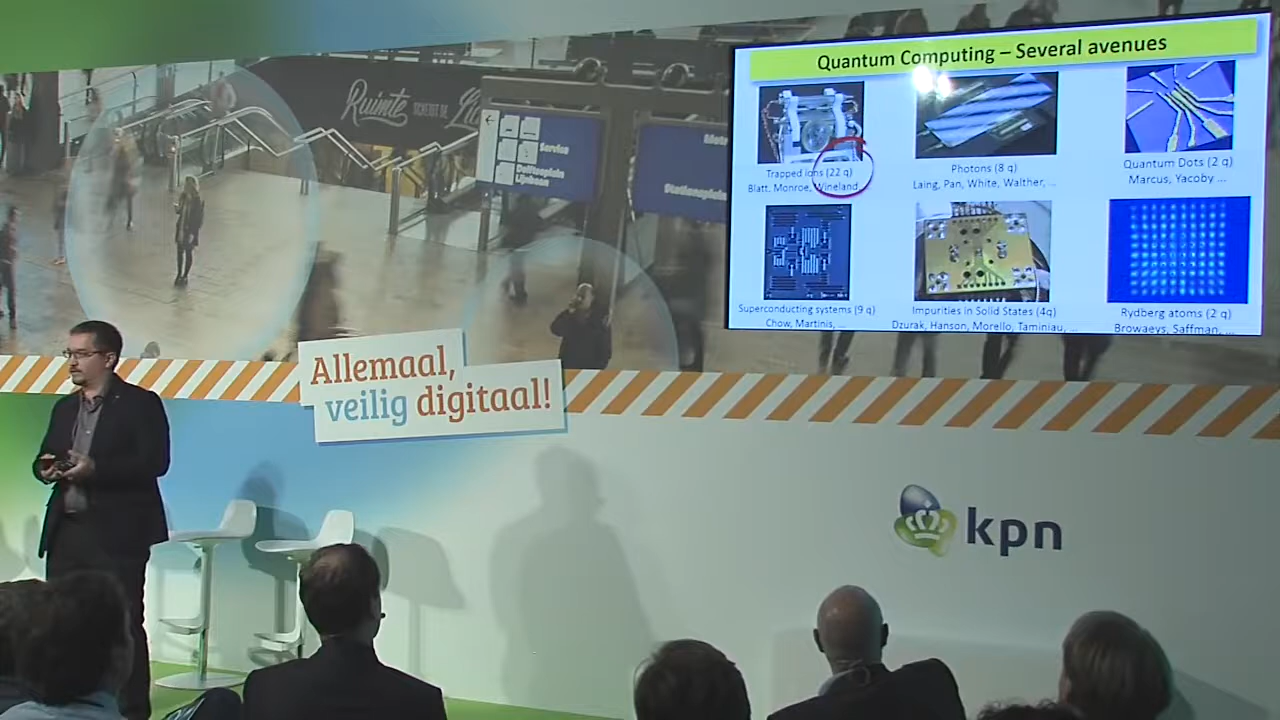 Quantum Computing – Several avenues
Trapped ions (22 q)
Blatt, Monroe, Wineland
Photons (8 q)
Laing, Pan, White, Walther, ...
Quantum Dots (2 q)
Marcus, Yacoby ...
Superconducting systems (9 q)
Chow, Martinis, ...
Impurities in Solid States (4q)
Dzurak, Hanson, Morello, Taminiau, ...
Rydberg atoms (2 q)
Browaeys, Saffman, ...
Ruimte
Service
Stationsplein
Allemaal,
veilig digitaal!
kpn